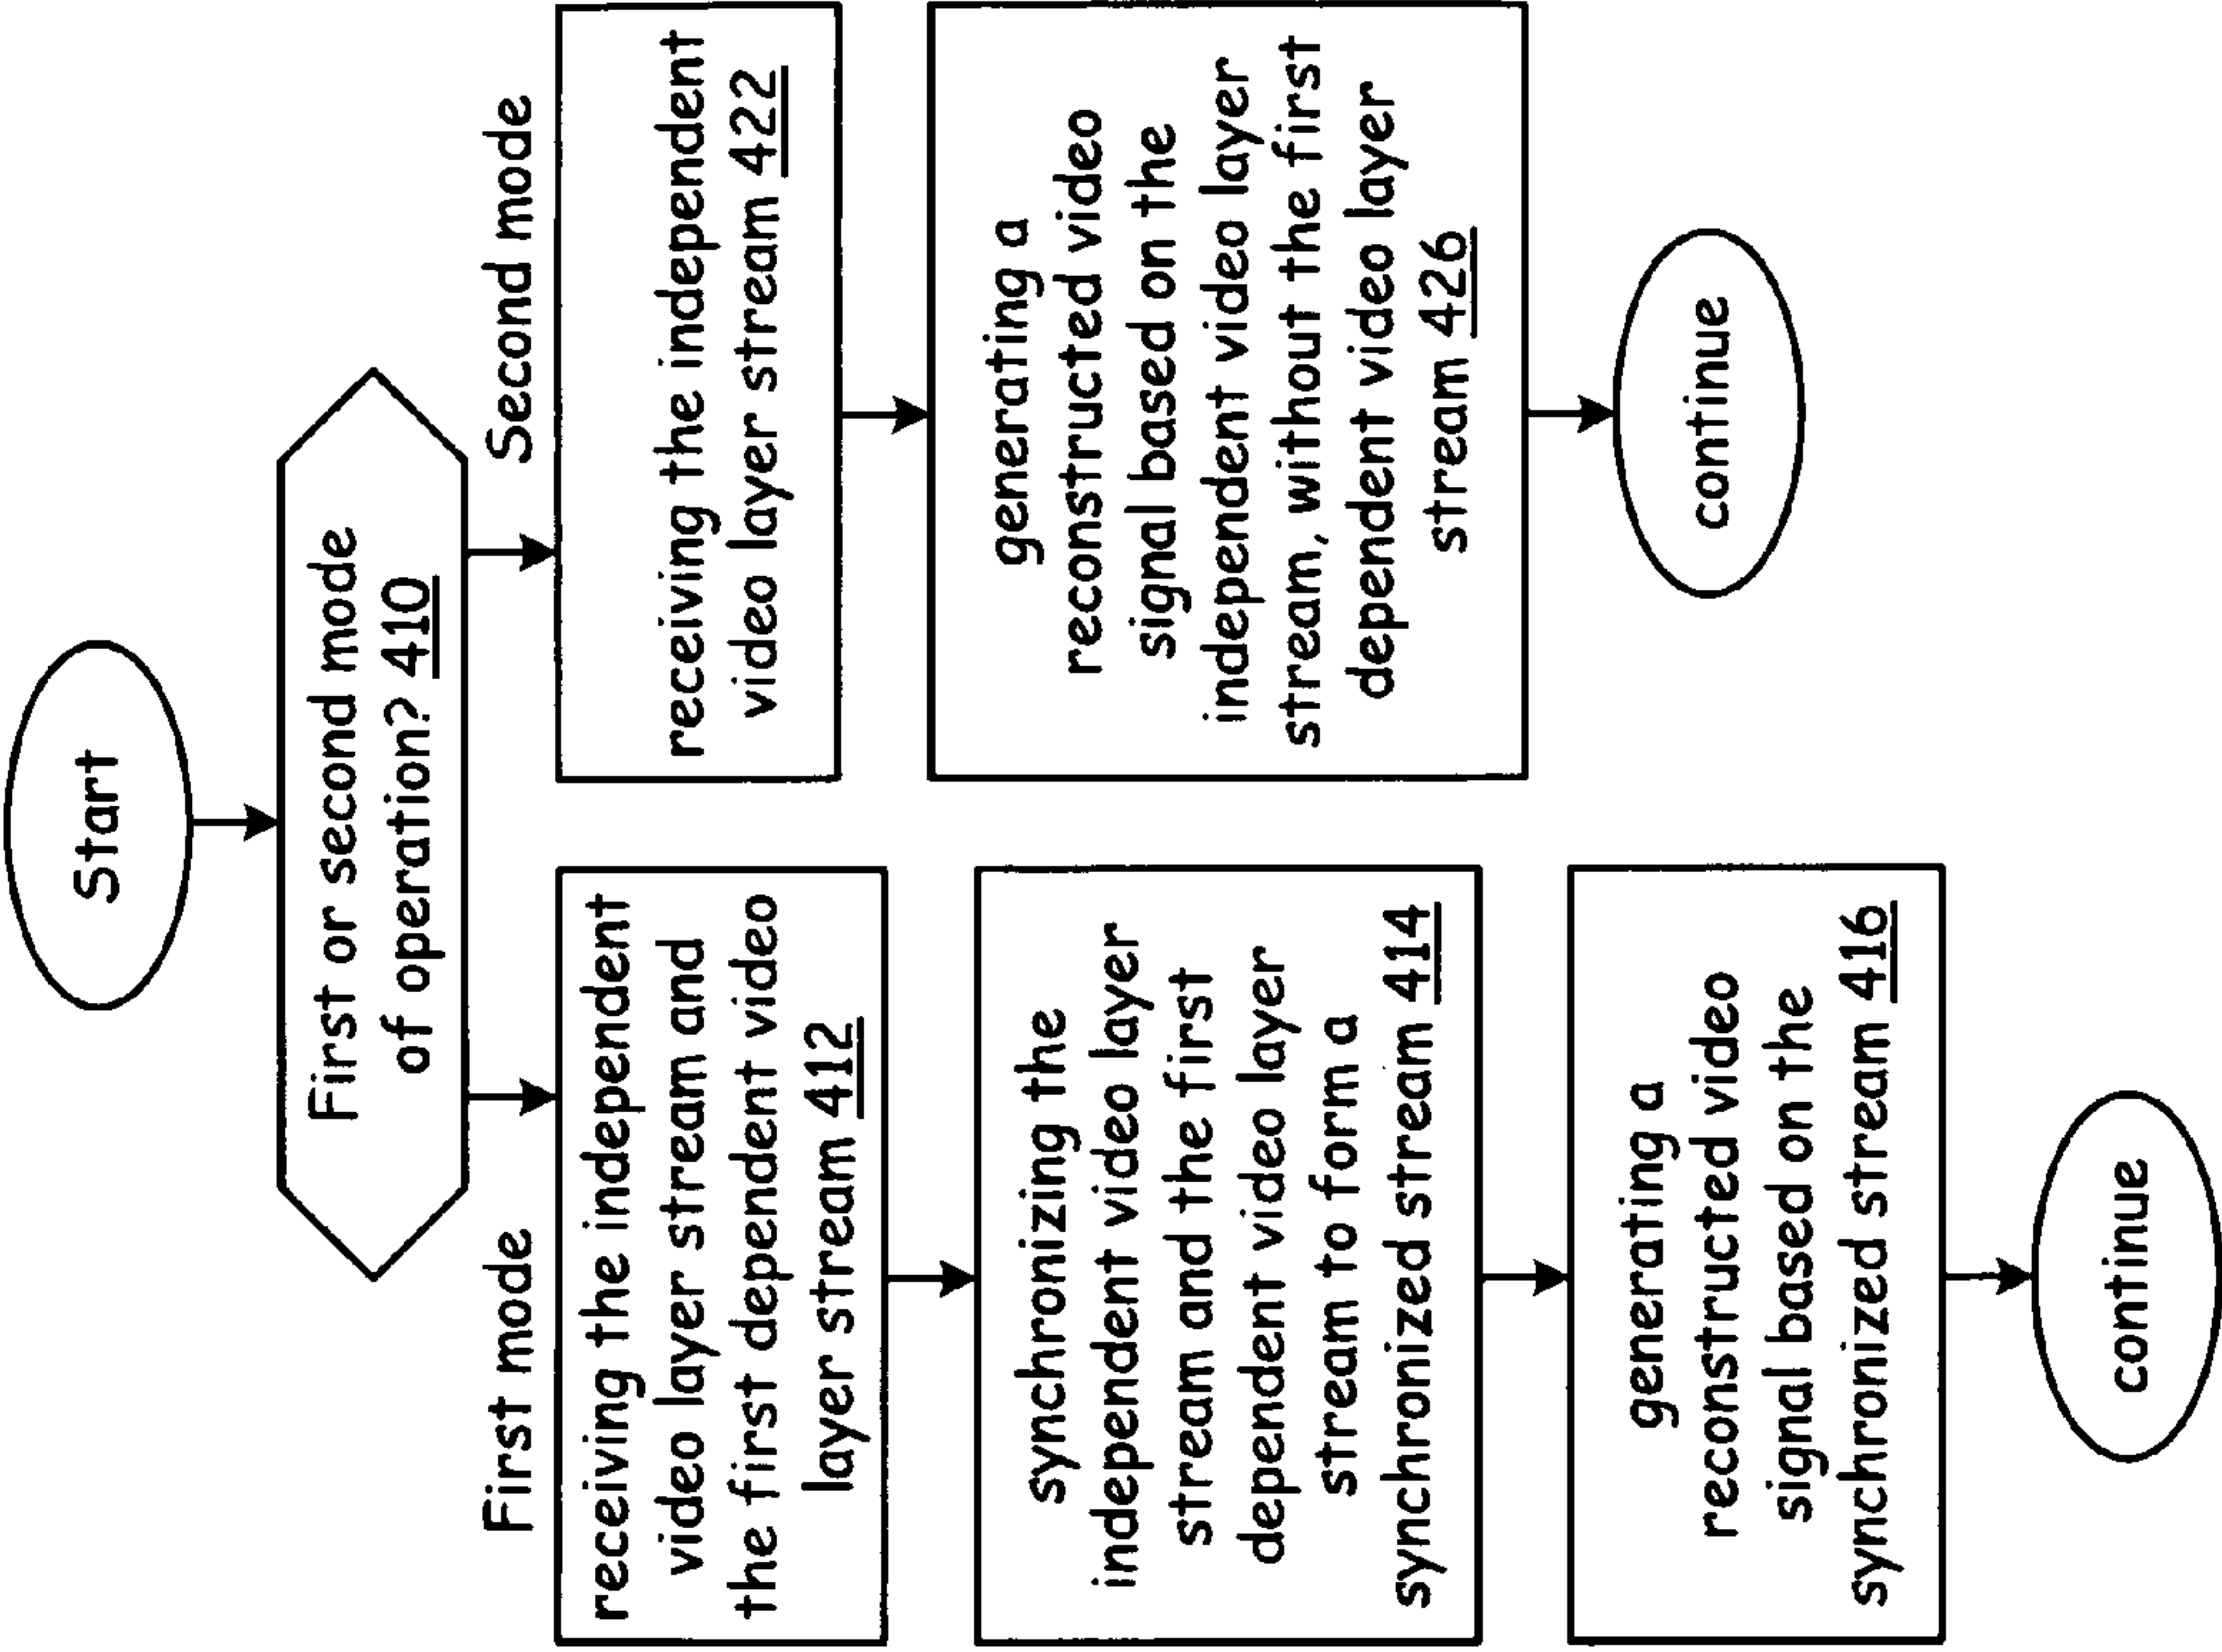 Start
First or second mode
of operation? 410
First mode
receiving the independent
video layer stream and
the first dependent video
layer stream 412
synchronizing the
independent video layer
stream and the first
dependent video layer
stream to form a
synchronized stream 414
generating a
reconstructed video
signal based on the
synchronized stream 416
continue
Second mode
receiving the independent
video layer stream 422
generating a
reconstructed video
signal based on the
independent video layer
stream, without the first
dependent video layer
stream 426
continue